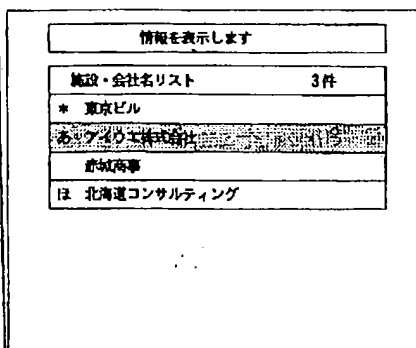 情報を表示します
施設・会社名リスト 3件
* 東京ビル
あ アイウエ株式会社
赤城商事
ほ 北海道コンサルティング